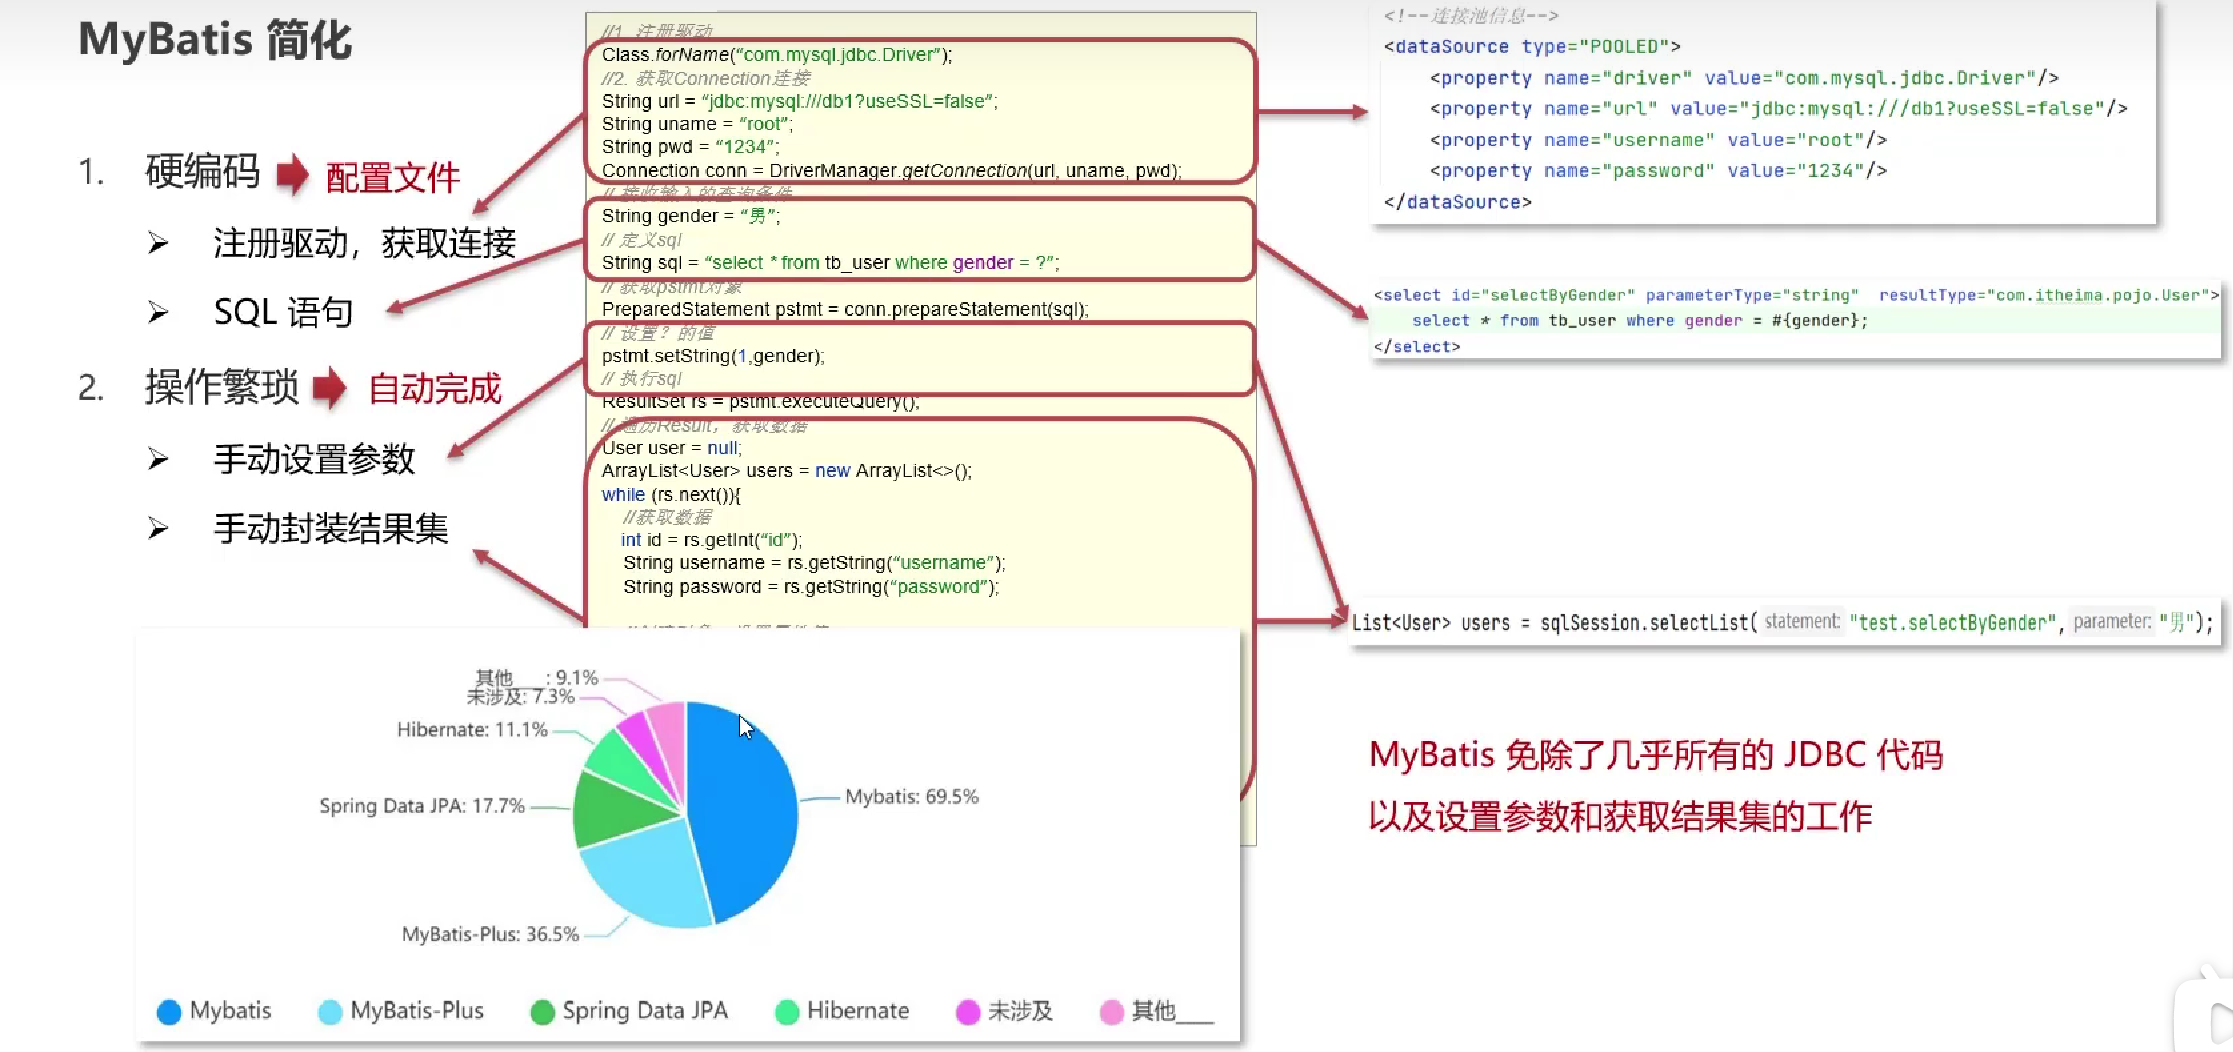 MyBatis 简化
1. 硬编码 配置文件
注册驱动，获取连接
SQL 语句
2. 操作繁琐 自动完成
手动设置参数
手动封装结果集
//1. 注册驱动
Class.forName(“com.mysql.jdbc.Driver”);
//2. 获取Connection连接
String url = “jdbc:mysql:///db1?useSSL=false”;
String uname = “root”;
String pwd = “1234”;
Connection conn = DriverManager.getConnection(url, uname, pwd);
// 接收输入的查询条件
String gender = “男”;
// 定义sql
String sql = “select * from tb_user where gender = ?”;
// 获取pstmt对象
PreparedStatement pstmt = conn.prepareStatement(sql);
// 设置？的值
pstmt.setString(1,gender);
// 执行sql
ResultSet rs = pstmt.executeQuery();
// 遍历Result，获取数据
User user = null;
ArrayList<User> users = new ArrayList<>();
while (rs.next()){
//获取数据
int id = rs.getInt(“id”);
String username = rs.getString(“username”);
String password = rs.getString(“password”);
<!--连接池信息-->
<dataSource type="POOLED">
<property name="driver" value="com.mysql.jdbc.Driver"/>
<property name="url" value="jdbc:mysql:///db1?useSSL=false"/>
<property name="username" value="root"/>
<property name="password" value="1234"/>
</dataSource>
<select id="selectByGender" parameterType="string" resultType="com.itheima.pojo.User">
select * from tb_user where gender = #{gender};
</select>
List<User> users = sqlSession.selectList( statement: "test.selectByGender", parameter: "男");
MyBatis 免除了几乎所有的 JDBC 代码
以及设置参数和获取结果集的工作
其他____: 9.1%
未涉及: 7.3%
Hibernate: 11.1%
Spring Data JPA: 17.7%
Mybatis: 69.5%
MyBatis-Plus: 36.5%
Mybatis MyBatis-Plus Spring Data JPA Hibernate 未涉及 其他____